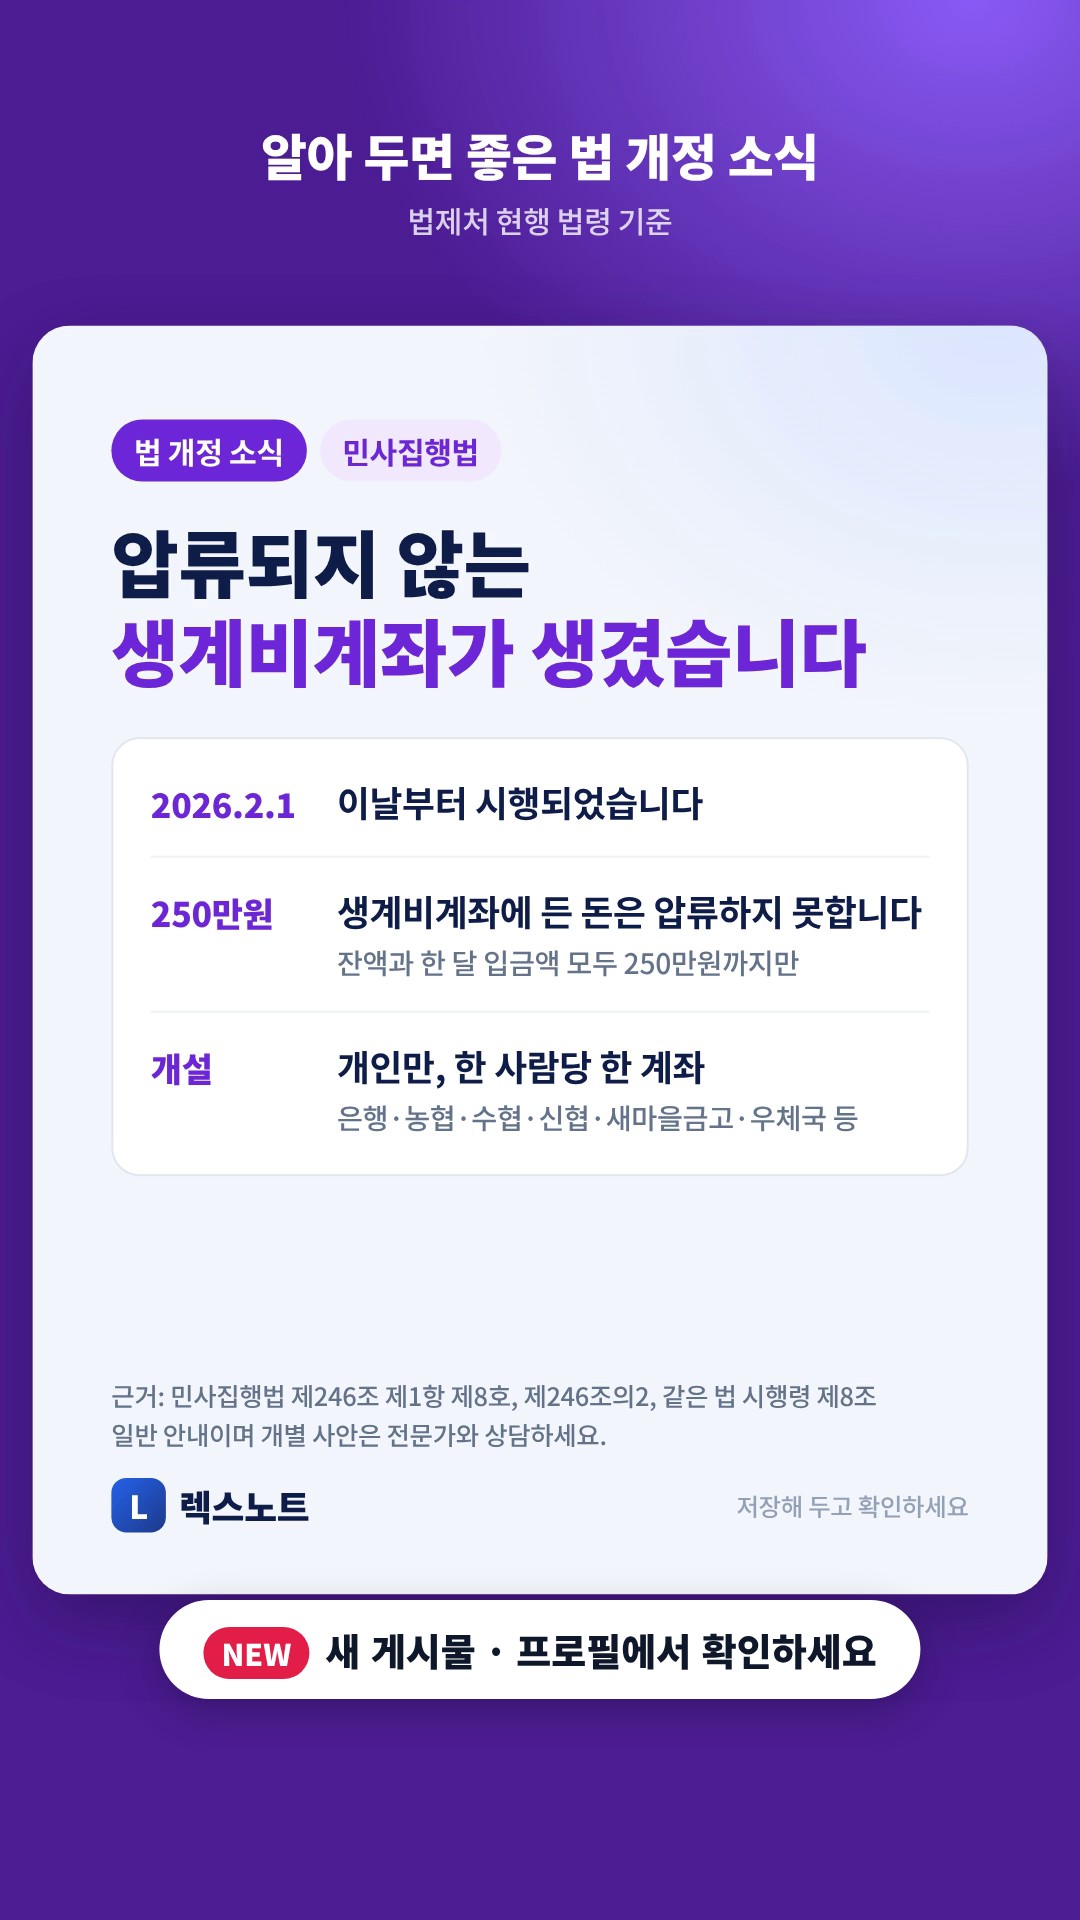 알아 두면 좋은 법 개정 소식
법제처 현행 법령 기준
법 개정 소식 민사집행법
압류되지 않는
생계비계좌가 생겼습니다
2026.2.1 이날부터 시행되었습니다
250만원 생계비계좌에 든 돈은 압류하지 못합니다
잔액과 한 달 입금액 모두 250만원까지만
개설 개인만, 한 사람당 한 계좌
은행·농협·수협·신협·새마을금고·우체국 등
근거: 민사집행법 제246조 제1항 제8호, 제246조의2, 같은 법 시행령 제8조
일반 안내이며 개별 사안은 전문가와 상담하세요.
L 렉스노트 저장해 두고 확인하세요
NEW 새 게시물 · 프로필에서 확인하세요